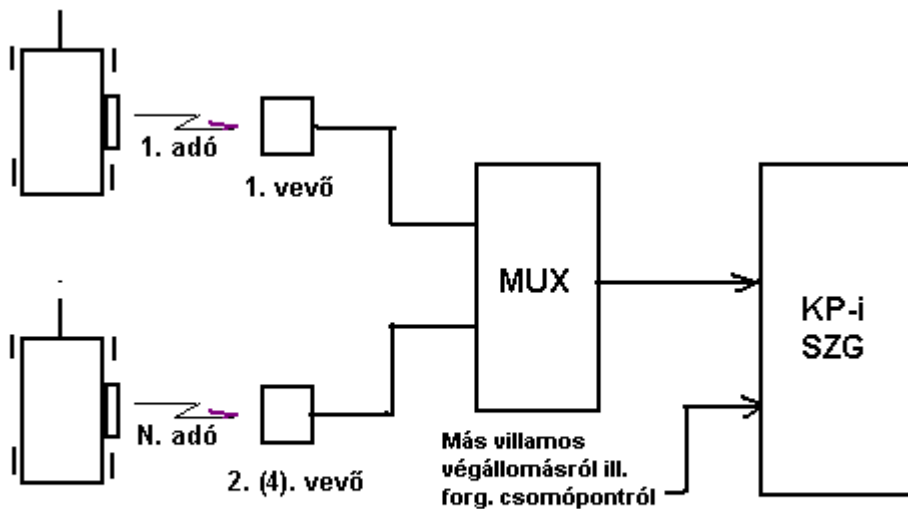 1. adó
1. vevő
MUX
KP-i
SZG
N. adó
2. (4). vevő
Más villamos
végállomásról ill.
forg. csomópontról